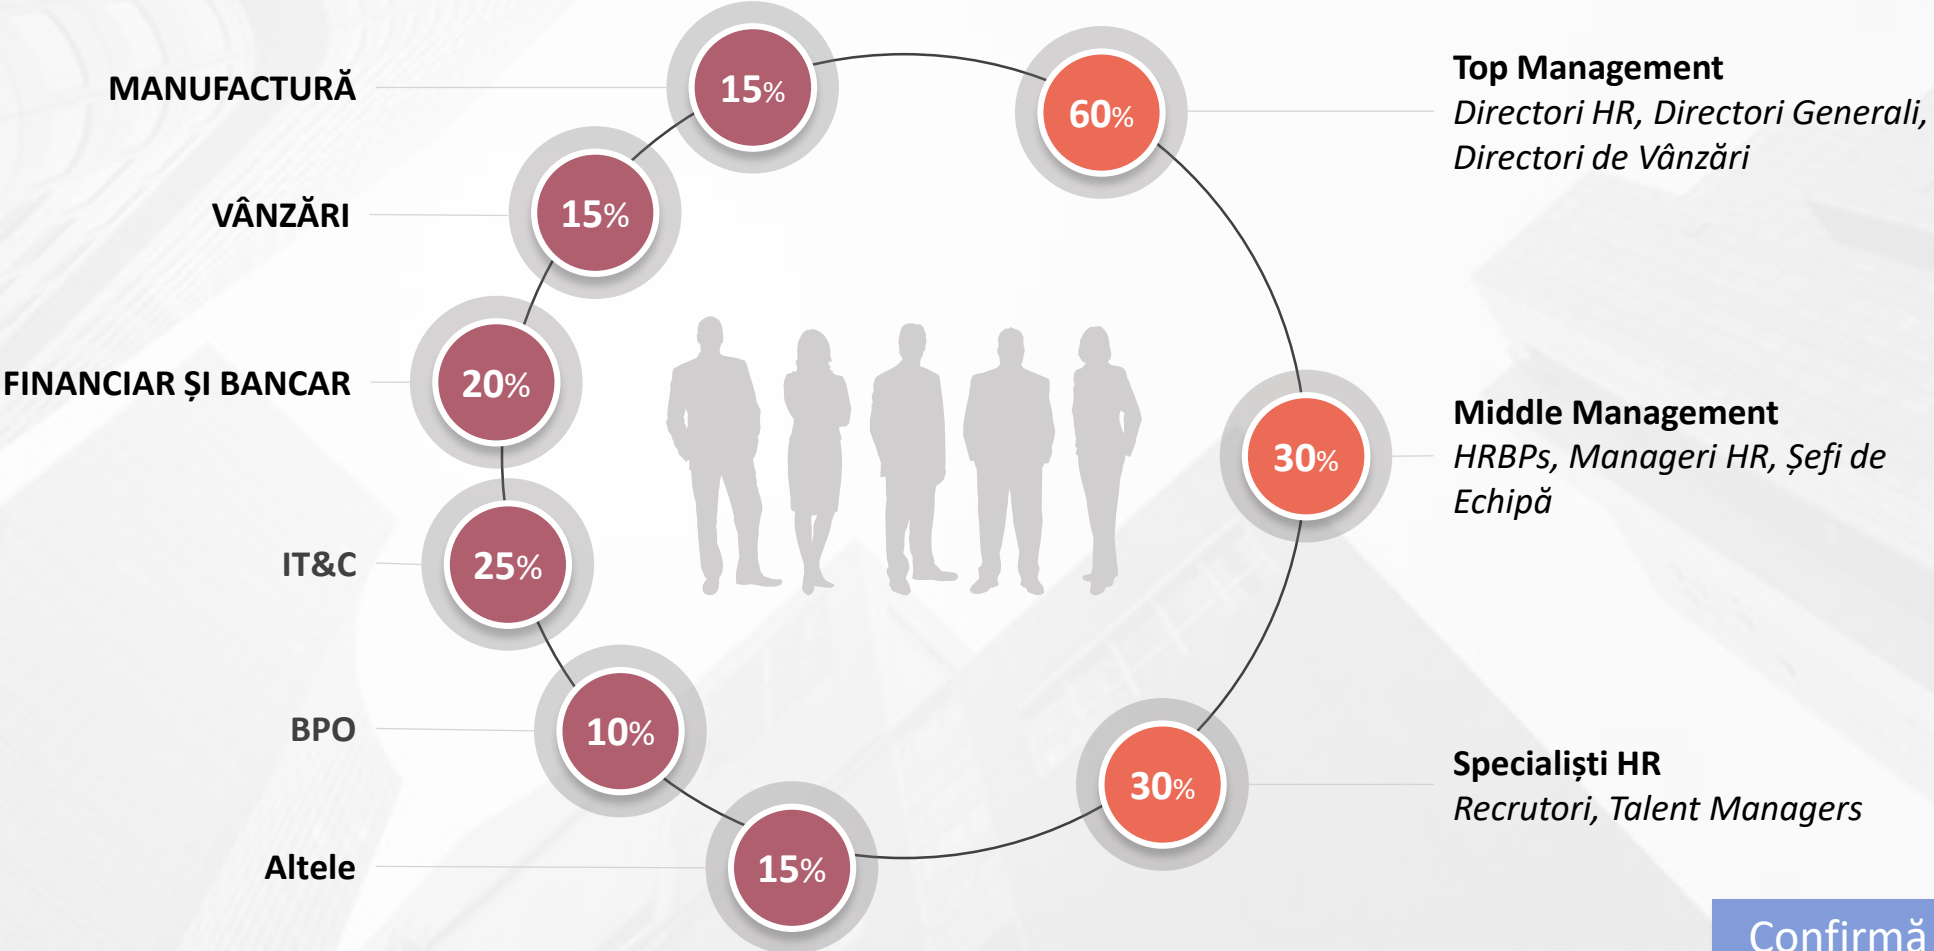 MANUFACTURĂ
15%
VÂNZĂRI
15%
FINANCIAR ȘI BANCAR
20%
IT&C
25%
BPO
10%
Altele
15%
60%
Top Management
Directori HR, Directori Generali,
Directori de Vânzări
30%
Middle Management
HRBPs, Manageri HR, Șefi de
Echipă
30%
Specialiști HR
Recrutori, Talent Managers
Confirmă